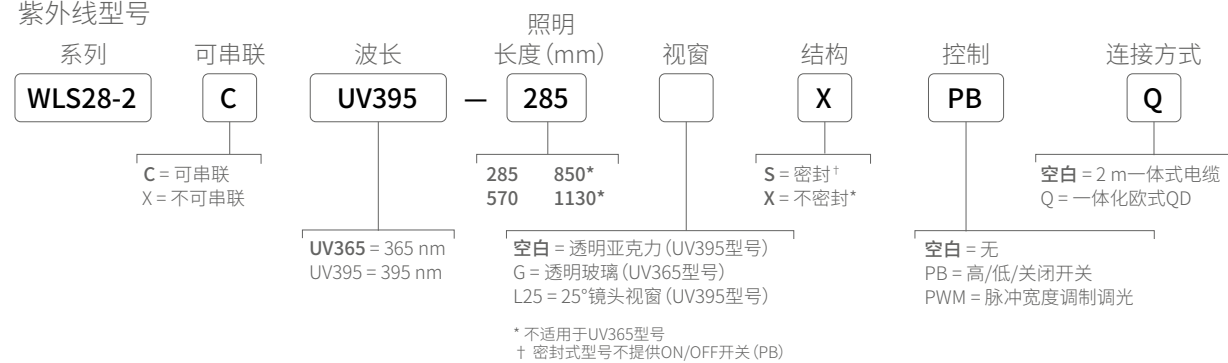 紫外线型号
系列 可串联 波长 照明长度(mm) 视窗 结构 控制 连接方式
WLS28-2 C UV395 — 285 X PB Q
C = 可串联
X = 不可串联
285 850*
570 1130*
S = 密封†
X = 不密封*
空白 = 2 m一体式电缆
Q = 一体化欧式QD
UV365 = 365 nm
UV395 = 395 nm
空白 = 透明亚克力(UV395型号)
G = 透明玻璃(UV365型号)
L25 = 25°镜头视窗(UV395型号)
空白 = 无
PB = 高/低/关闭开关
PWM = 脉冲宽度调制调光
* 不适用于UV365型号
† 密封式型号不提供ON/OFF开关(PB)